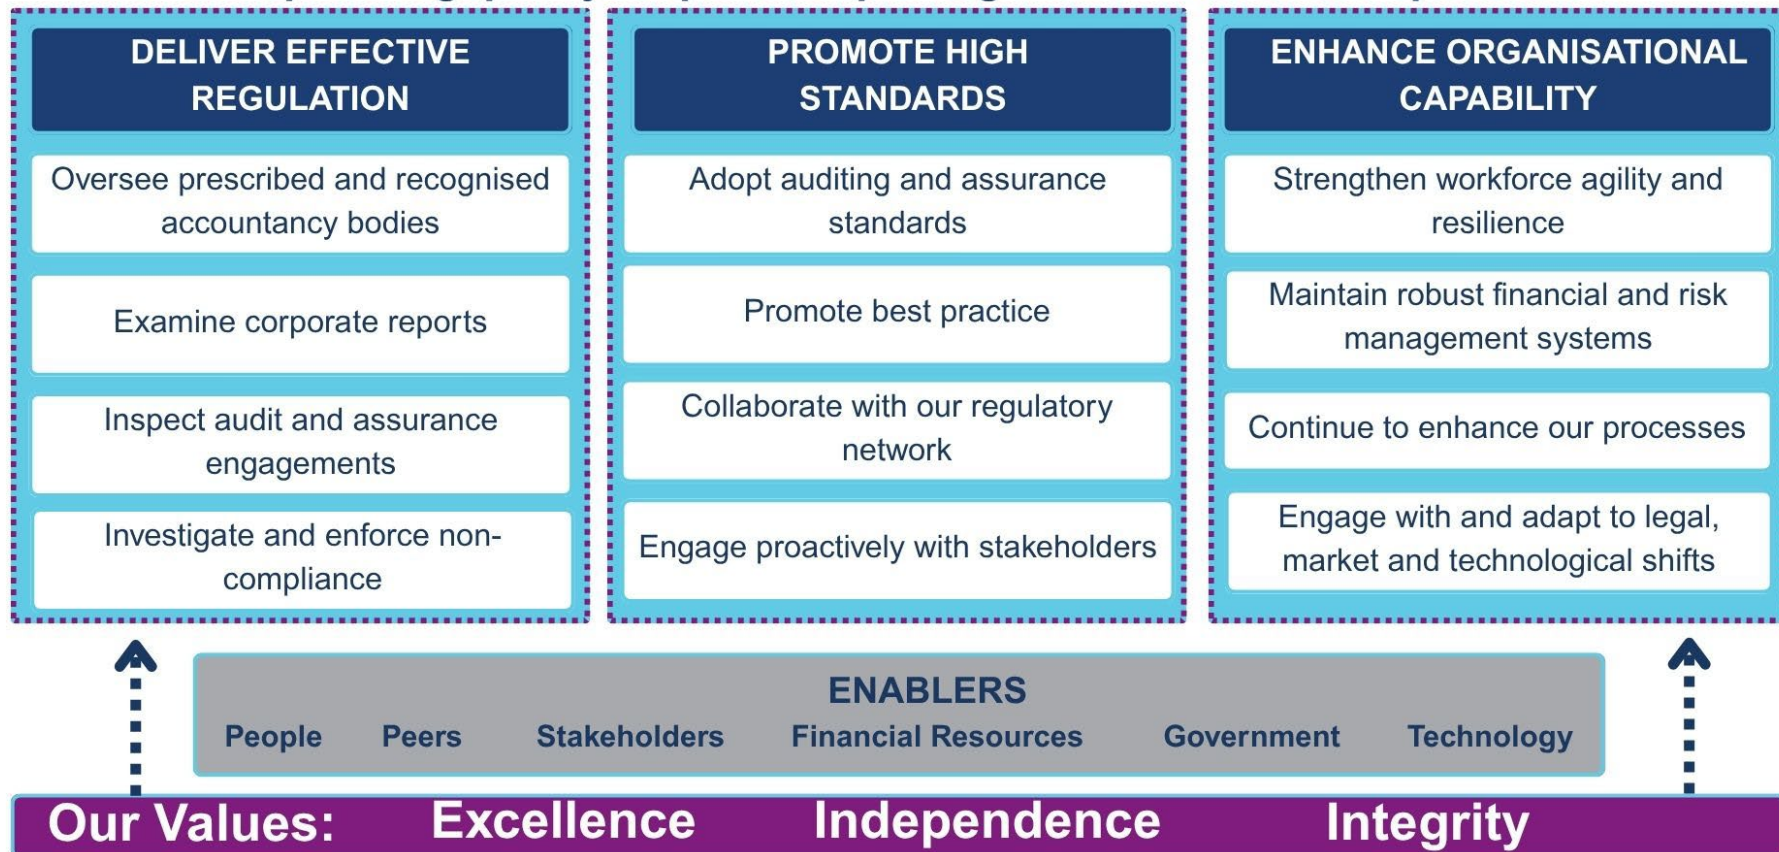 DELIVER EFFECTIVE
REGULATION
Oversee prescribed and recognised
accountancy bodies
Examine corporate reports
Inspect audit and assurance
engagements
Investigate and enforce non-
compliance
PROMOTE HIGH
STANDARDS
Adopt auditing and assurance
standards
Promote best practice
Collaborate with our regulatory
network
Engage proactively with stakeholders
ENHANCE ORGANISATIONAL
CAPABILITY
Strengthen workforce agility and
resilience
Maintain robust financial and risk
management systems
Continue to enhance our processes
Engage with and adapt to legal,
market and technological shifts
ENABLERS
People Peers Stakeholders Financial Resources Government Technology
Our Values: Excellence Independence Integrity